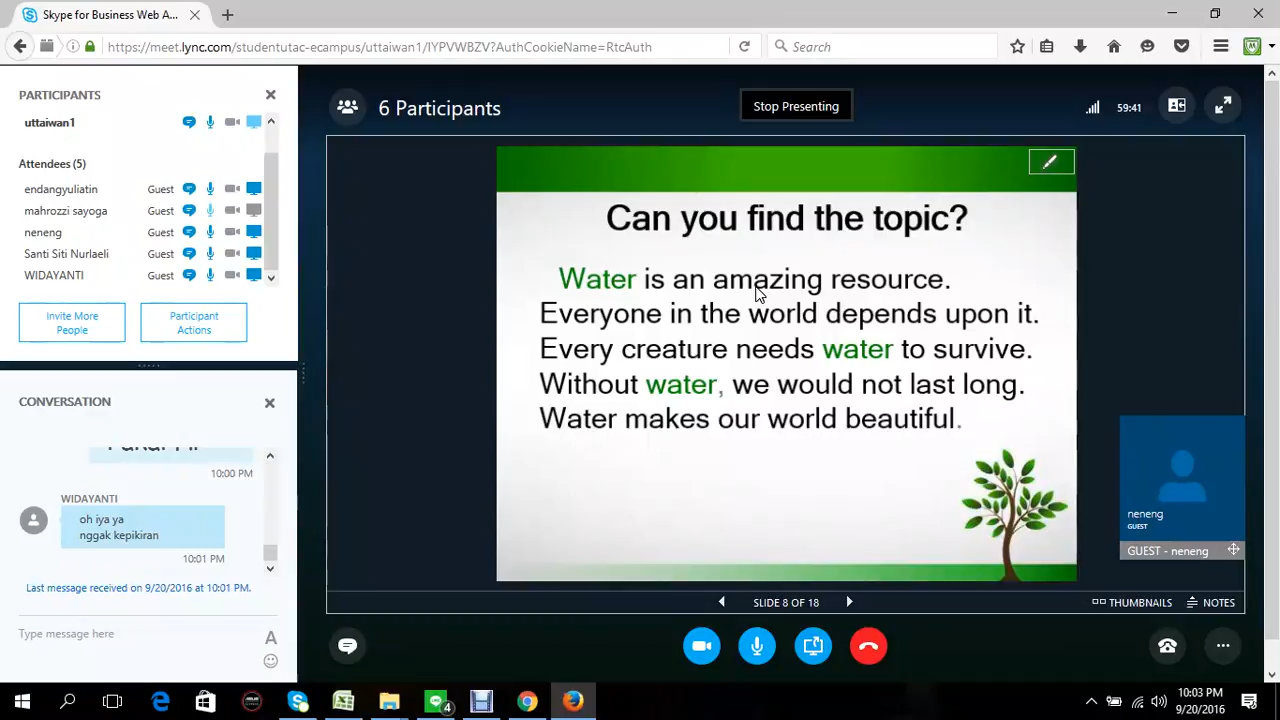 Skype for Business Web A...
https://meet.lync.com/studentutac-ecampus/uttaiwan1/IYPVWBZV?AuthCookieName=RtcAuth
Search
PARTICIPANTS
uttaiwan1
Attendees (5)
endangyuliatin Guest
mahrozzi sayoga Guest
neneng Guest
Santi Siti Nurlaeli Guest
WIDAYANTI Guest
Invite More
People
Participant
Actions
CONVERSATION
10:00 PM
WIDAYANTI
oh iya ya
nggak kepikiran
10:01 PM
Last message received on 9/20/2016 at 10:01 PM.
Type message here
A
6 Participants
Stop Presenting
59:41
Can you find the topic?
Water is an amazing resource.
Everyone in the world depends upon it.
Every creature needs water to survive.
Without water, we would not last long.
Water makes our world beautiful.
neneng
GUEST
GUEST - neneng
SLIDE 8 OF 18
THUMBNAILS
NOTES
4
10:03 PM
9/20/2016